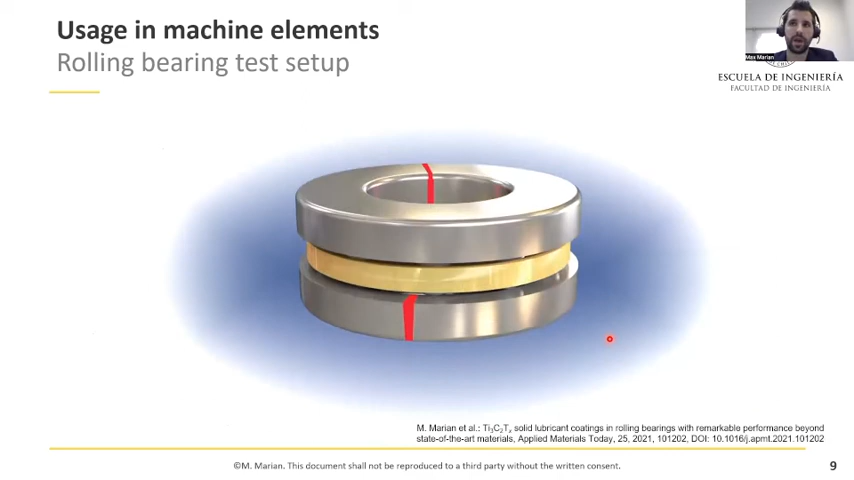 Usage in machine elements
Rolling bearing test setup
Max Marian
ESCUELA DE INGENIERÍA
FACULTAD DE INGENIERÍA
M. Marian et al.: Ti₃C₂Tₓ solid lubricant coatings in rolling bearings with remarkable performance beyond
state-of-the-art materials, Applied Materials Today, 25, 2021, 101202, DOI: 10.1016/j.apmt.2021.101202
©M. Marian. This document shall not be reproduced to a third party without the written consent.
9